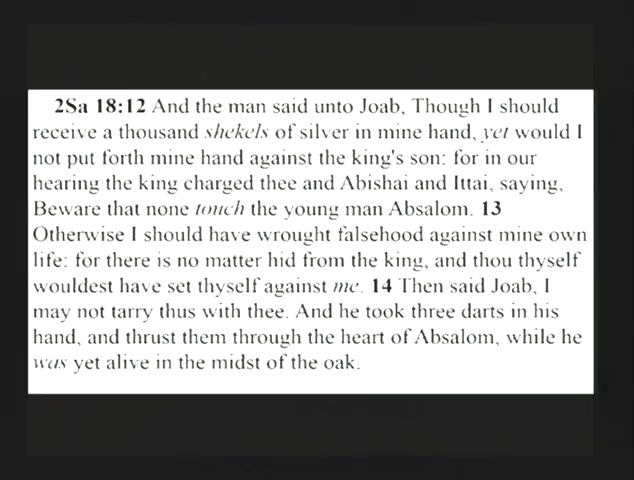 2Sa 18:12 And the man said unto Joab, Though I should
receive a thousand shekels of silver in mine hand, yet would I
not put forth mine hand against the king's son: for in our
hearing the king charged thee and Abishai and Ittai, saying,
Beware that none touch the young man Absalom. 13
Otherwise I should have wrought falsehood against mine own
life: for there is no matter hid from the king, and thou thyself
wouldest have set thyself against me. 14 Then said Joab, I
may not tarry thus with thee. And he took three darts in his
hand, and thrust them through the heart of Absalom, while he
was yet alive in the midst of the oak.